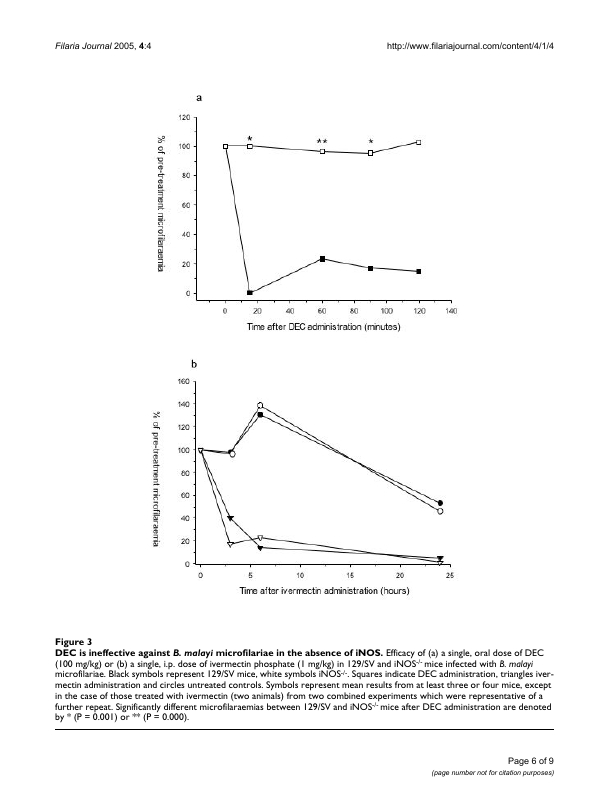 Filaria Journal 2005, 4:4 http://www.filariajournal.com/content/4/1/4
a
120
100
80
60
40
20
0
% of pre-treatment microfilaraemia
* ** *
0 20 40 60 80 100 120 140
Time after DEC administration (minutes)
b
160
140
120
100
80
60
40
20
0
% of pre-treatment microfilaraemia
0 5 10 15 20 25
Time after ivermectin administration (hours)
Figure 3
DEC is ineffective against B. malayi microfilariae in the absence of iNOS. Efficacy of (a) a single, oral dose of DEC
(100 mg/kg) or (b) a single, i.p. dose of ivermectin phosphate (1 mg/kg) in 129/SV and iNOS-/- mice infected with B. malayi
microfilariae. Black symbols represent 129/SV mice, white symbols iNOS-/-. Squares indicate DEC administration, triangles iver-
mectin administration and circles untreated controls. Symbols represent mean results from at least three or four mice, except
in the case of those treated with ivermectin (two animals) from two combined experiments which were representative of a
further repeat. Significantly different microfilaraemias between 129/SV and iNOS-/- mice after DEC administration are denoted
by * (P = 0.001) or ** (P = 0.000).
Page 6 of 9
(page number not for citation purposes)